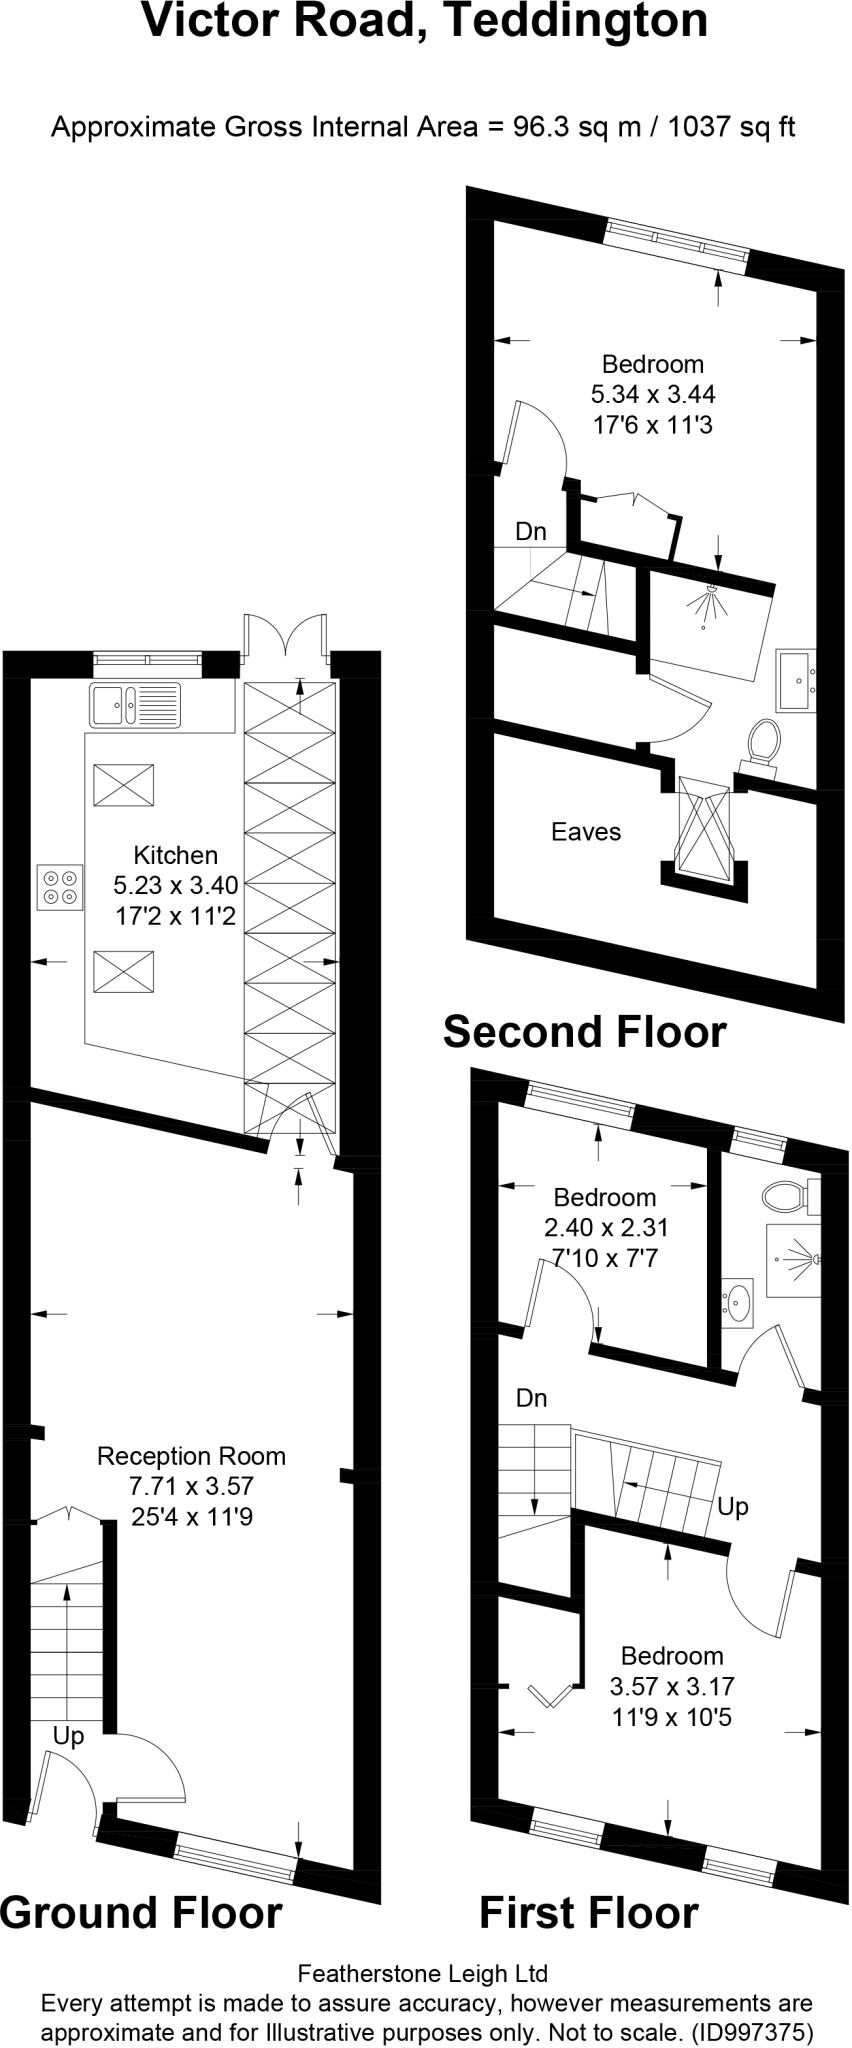 Victor Road, Teddington
Approximate Gross Internal Area = 96.3 sq m / 1037 sq ft
Bedroom
5.34 x 3.44
17'6 x 11'3
Dn
Eaves
Second Floor
Kitchen
5.23 x 3.40
17'2 x 11'2
Reception Room
7.71 x 3.57
25'4 x 11'9
Up
Ground Floor
Bedroom
2.40 x 2.31
7'10 x 7'7
Dn
Up
Bedroom
3.57 x 3.17
11'9 x 10'5
First Floor
Featherstone Leigh Ltd
Every attempt is made to assure accuracy, however measurements are
approximate and for Illustrative purposes only. Not to scale. (ID997375)